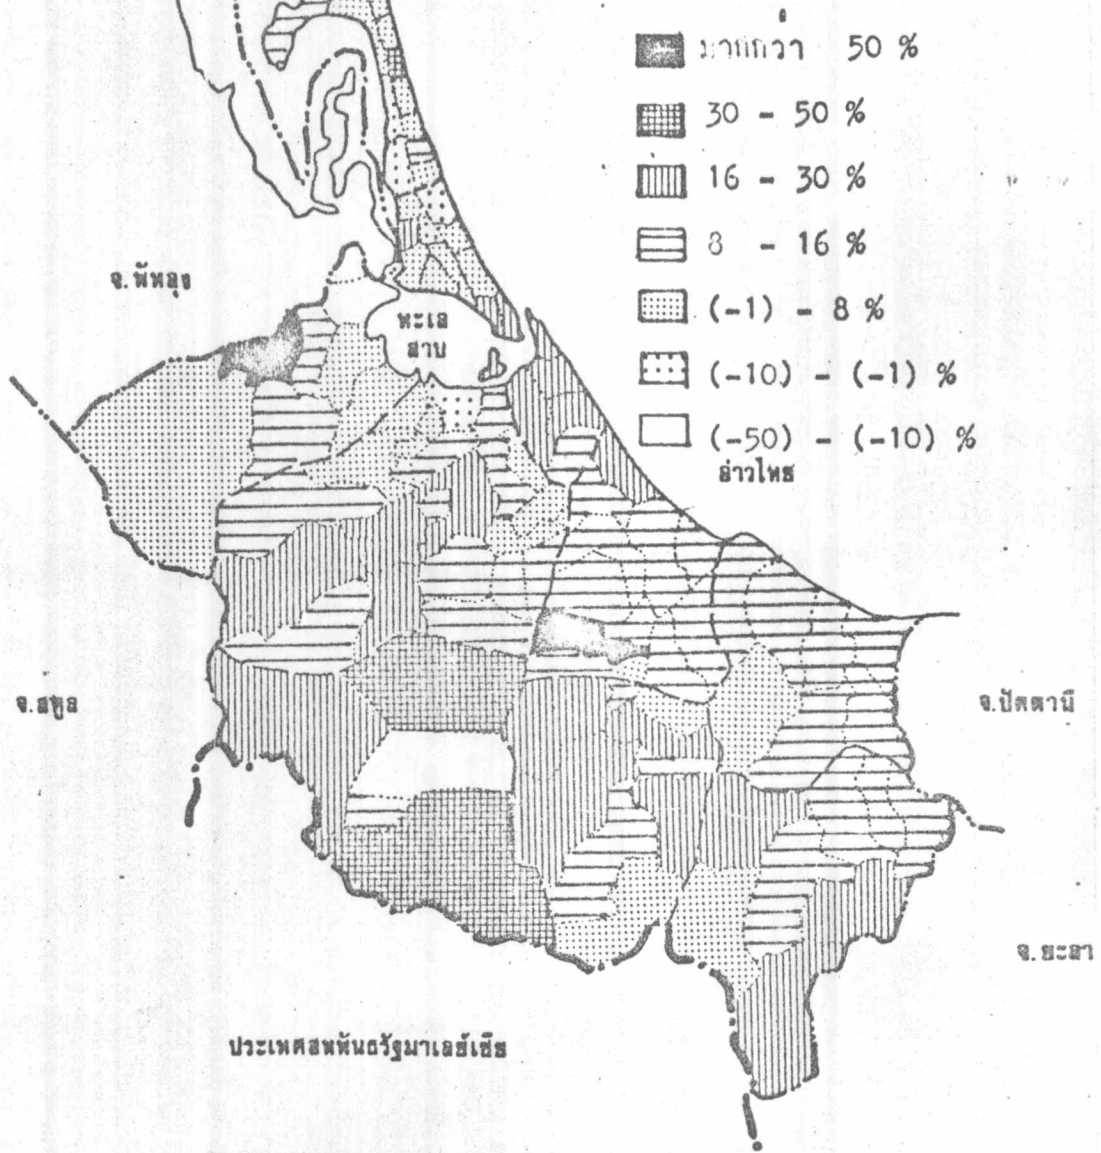 มากกว่า 50 %
30 - 50 %
16 - 30 %
8 - 16 %
(-1) - 8 %
(-10) - (-1) %
(-50) - (-10) %
อ่าวไทย
จ.พัทลุง
ทะเล
สาบ
จ.สตูล
จ.ปัตตานี
จ.ยะลา
ประเทศสหพันธรัฐมาเลย์เซีย